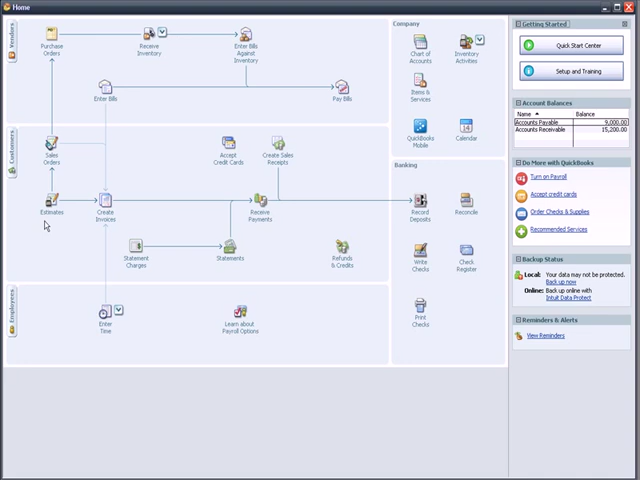 Home
Vendors
Purchase
Orders
Receive
Inventory
Enter Bills
Against
Inventory
Enter Bills
Pay Bills
Customers
Sales
Orders
Accept
Credit Cards
Create Sales
Receipts
Estimates
Create
Invoices
Receive
Payments
Statement
Charges
Statements
Refunds
& Credits
Employees
Enter
Time
Learn about
Payroll Options
Company
Chart of
Accounts
Inventory
Activities
Items &
Services
QuickBooks
Mobile
Calendar
Banking
Record
Deposits
Reconcile
Write
Checks
Check
Register
Print
Checks
Getting Started
Quick Start Center
Setup and Training
Account Balances
Name Balance
Accounts Payable 9,000.00
Accounts Receivable 15,200.00
Do More with QuickBooks
Turn on Payroll
Accept credit cards
Order Checks & Supplies
Recommended Services
Backup Status
Local: Your data may not be protected.
Back up now
Online: Back up online with
Intuit Data Protect
Reminders & Alerts
View Reminders